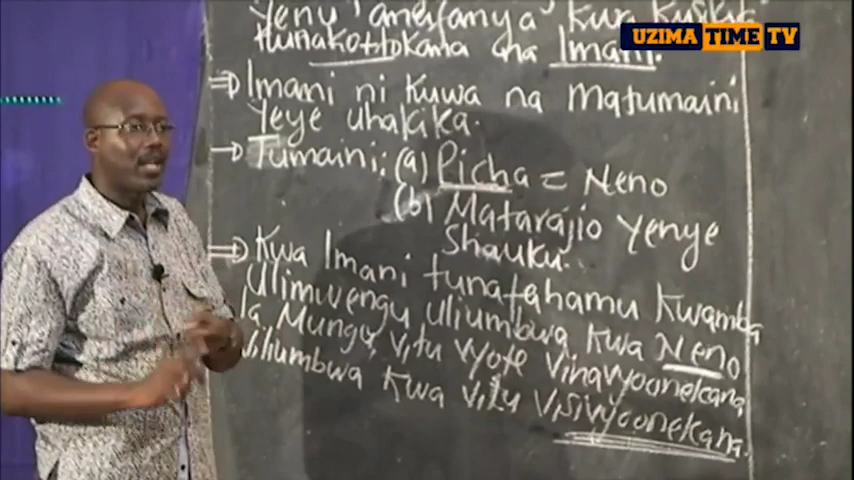 UZIMA TIME TV
Yenu amefanya kwa
tunakotokana na Imani.
⇒ Imani ni Kuwa na Matumaini
Yeye uhakika.
→ Tumaini: (a) Picha = Neno
(b) Matarajio Yenye
Shauku.
⇒ Kwa Imani tunafahamu Kwamba
Ulimwengu uliumbwa Kwa Neno
la Mungu, vitu vyote vinavyoonekana
viliumbwa Kwa vitu visivyoonekana.